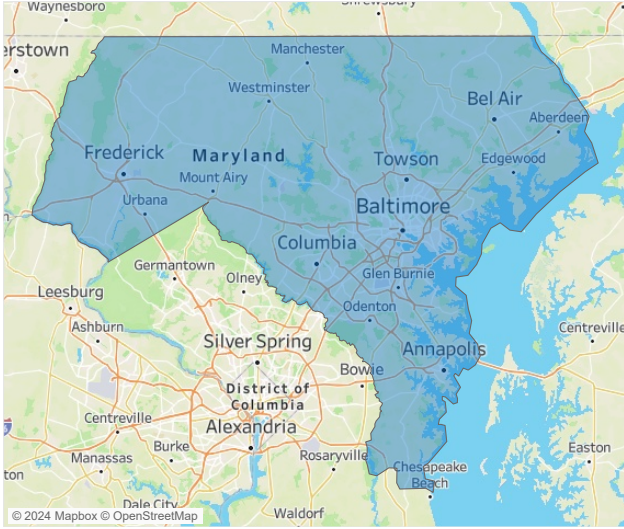 Waynesboro
Shrewsbury
erstown
Manchester
Westminster
Bel Air
Aberdeen
Frederick
Maryland
Towson
Edgewood
Mount Airy
Urbana
Baltimore
Columbia
Germantown
Glen Burnie
Olney
Leesburg
Odenton
Ashburn
Centreville
Silver Spring
Annapolis
Bowie
District of
Columbia
Centreville
Alexandria
Burke
Easton
Manassas
Rosaryville
Chesapeake
Beach
ton
Dale City
Waldorf
© 2024 Mapbox © OpenStreetMap